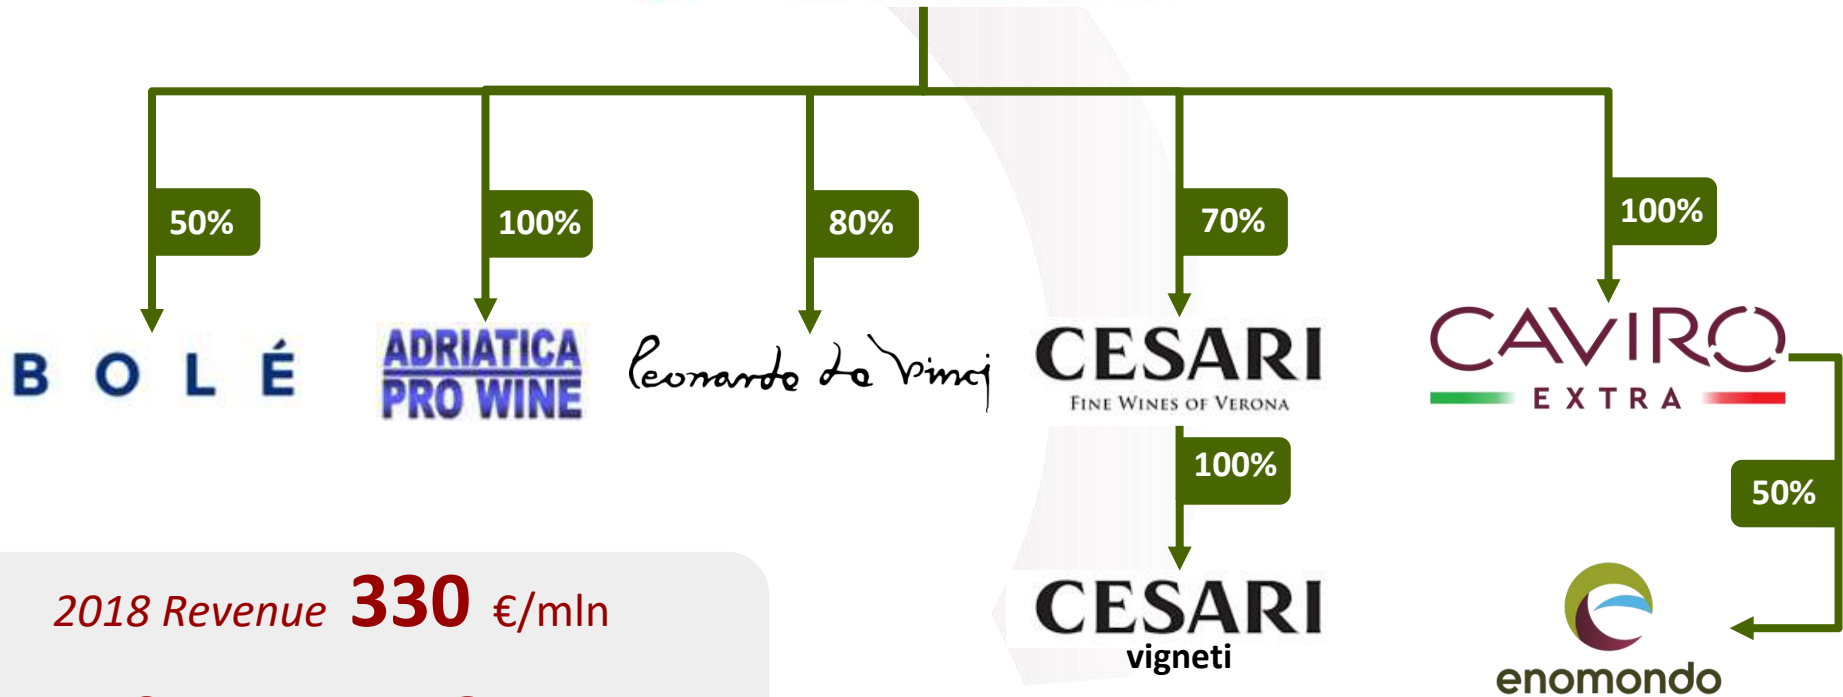 50%
100%
80%
70%
100%
BOLÉ
ADRIATICA
PRO WINE
Leonardo da Vinci
CESARI
FINE WINES OF VERONA
CAVIRO
EXTRA
100%
50%
2018 Revenue 330 €/mln
CESARI
vigneti
enomondo